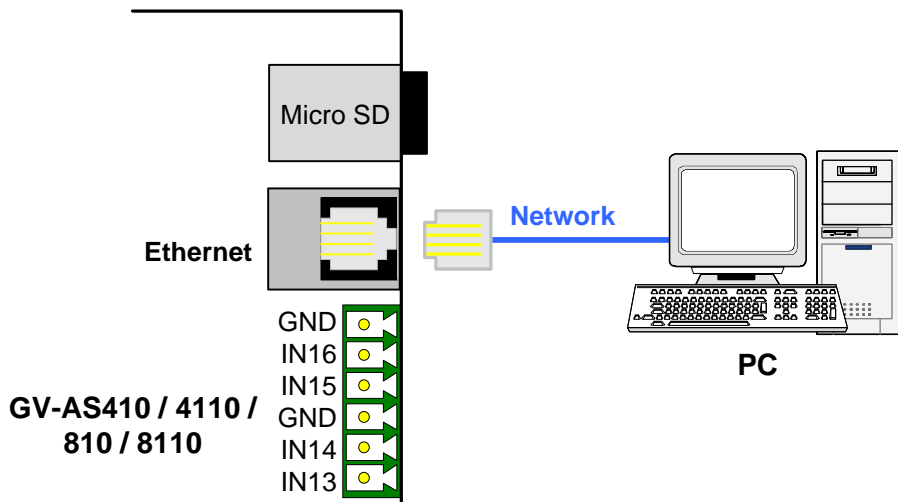 Micro SD
Ethernet
Network
PC
GND
IN16
IN15
GND
IN14
IN13
GV-AS410 / 4110 /
810 / 8110